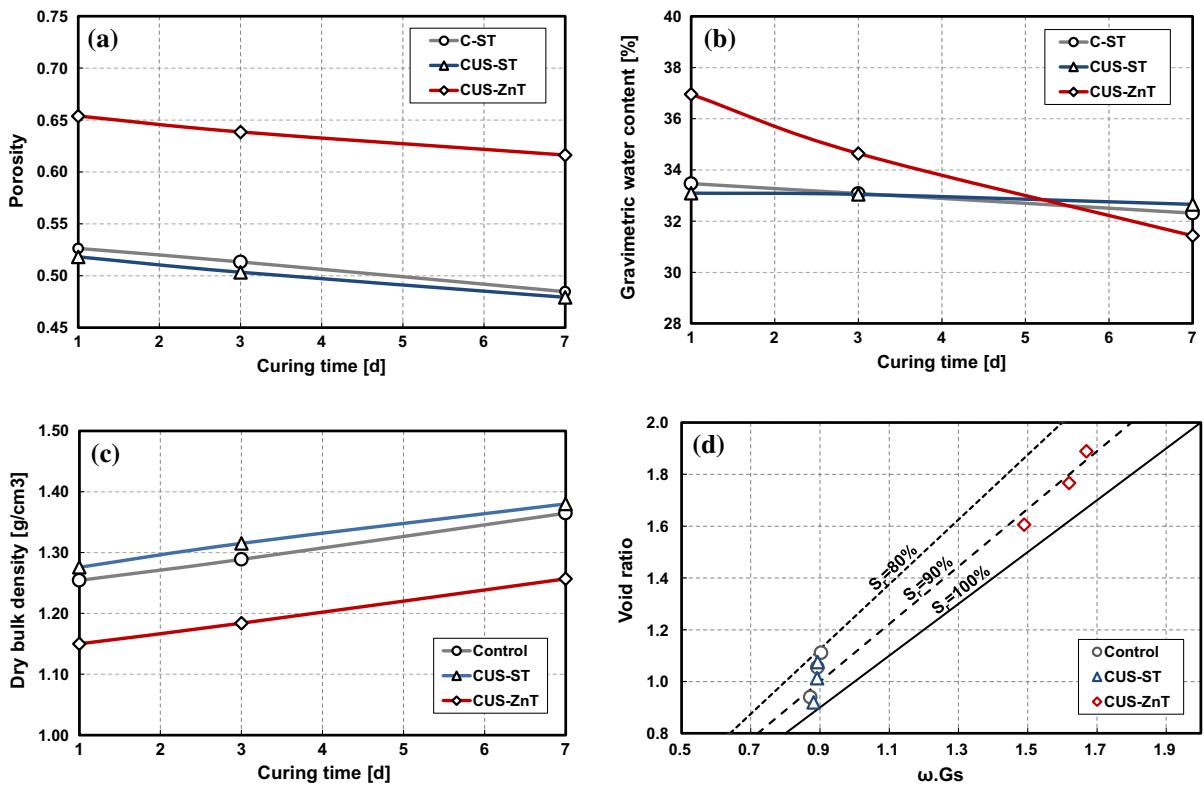 (a)
C-ST
CUS-ST
CUS-ZnT
0.75
0.70
0.65
0.60
0.55
0.50
0.45
Porosity
1 2 3 4 5 6 7
Curing time [d]
(b)
C-ST
CUS-ST
CUS-ZnT
40
38
36
34
32
30
28
Gravimetric water content [%]
1 2 3 4 5 6 7
Curing time [d]
(c)
Control
CUS-ST
CUS-ZnT
1.50
1.40
1.30
1.20
1.10
1.00
Dry bulk density [g/cm3]
1 2 3 4 5 6 7
Curing time [d]
(d)
Sr=80%
Sr=90%
Sr=100%
Control
CUS-ST
CUS-ZnT
2.0
1.8
1.6
1.4
1.2
1.0
0.8
Void ratio
0.5 0.7 0.9 1.1 1.3 1.5 1.7 1.9
ω.Gs